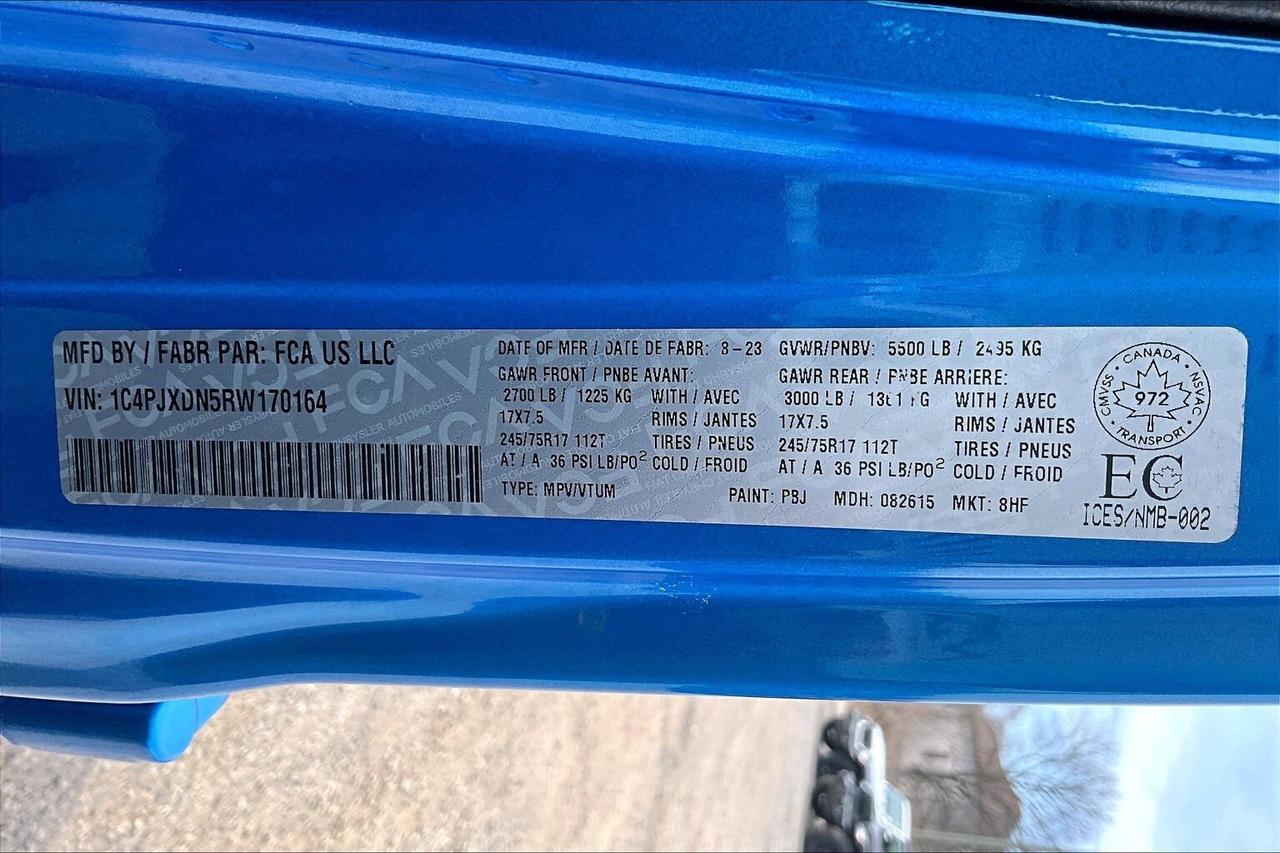 MFD BY / FABR PAR: FCA US LLC
VIN: 1C4PJXDN5RW170164
DATE OF MFR / DATE DE FABR: 8-23 GVWR/PNBV: 5500 LB / 2495 KG
GAWR FRONT / PNBE AVANT: GAWR REAR / PNBE ARRIERE:
2700 LB / 1225 KG WITH / AVEC 3000 LB / 1361 KG WITH / AVEC
17X7.5 RIMS / JANTES 17X7.5 RIMS / JANTES
245/75R17 112T TIRES / PNEUS 245/75R17 112T TIRES / PNEUS
AT / A 36 PSI LB/PO² COLD / FROID AT / A 36 PSI LB/PO² COLD / FROID
TYPE: MPV/VTUM PAINT: PBJ MDH: 082615 MKT: 8HF
CANADA
CMVSS 972 NSVAC
TRANSPORT
EC
ICES/NMB-002